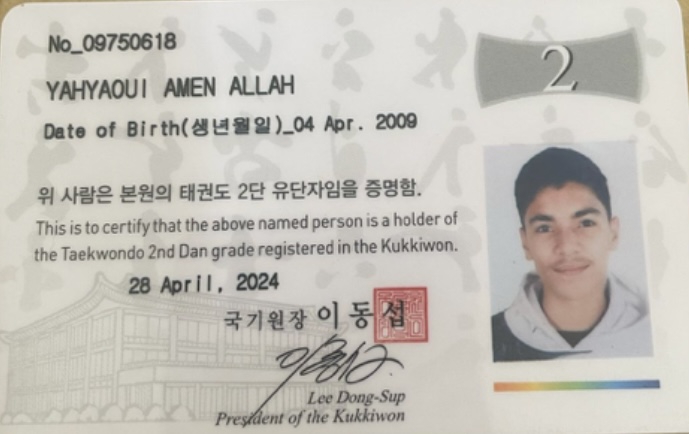 No_09750618
2
YAHYAOUI AMEN ALLAH
Date of Birth(생년월일)_04 Apr. 2009
위 사람은 본원의 태권도 2단 유단자임을 증명함.
This is to certify that the above named person is a holder of
the Taekwondo 2nd Dan grade registered in the Kukkiwon.
28 April, 2024
국기원장 이동섭
Lee Dong-Sup
President of the Kukkiwon